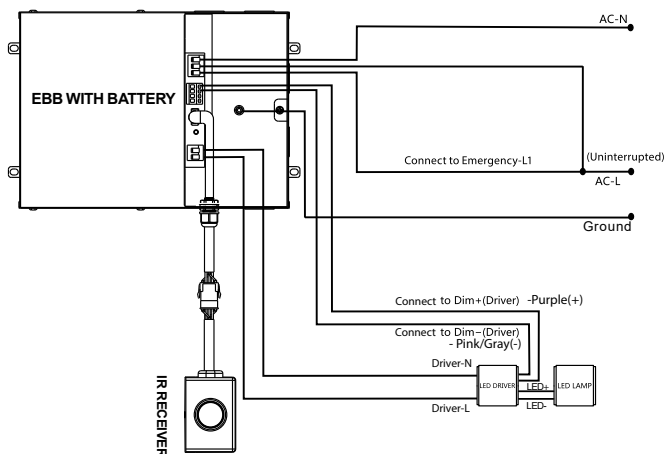 AC-N
EBB WITH BATTERY
Connect to Emergency-L1
(Uninterrupted)
AC-L
Ground
Connect to Dim+(Driver) -Purple(+)
Connect to Dim−(Driver)
- Pink/Gray(-)
Driver-N
LED DRIVER
LED+
LED LAMP
Driver-L
LED-
IR RECEIVER